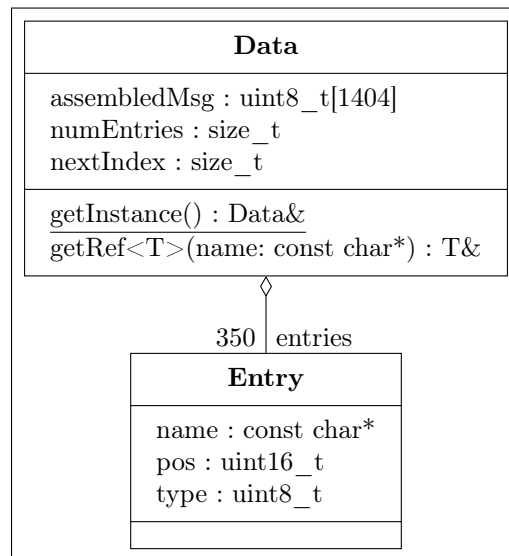 Data
assembledMsg : uint8_t[1404]
numEntries : size_t
nextIndex : size_t
getInstance() : Data&
getRef<T>(name: const char*) : T&
350 entries
Entry
name : const char*
pos : uint16_t
type : uint8_t